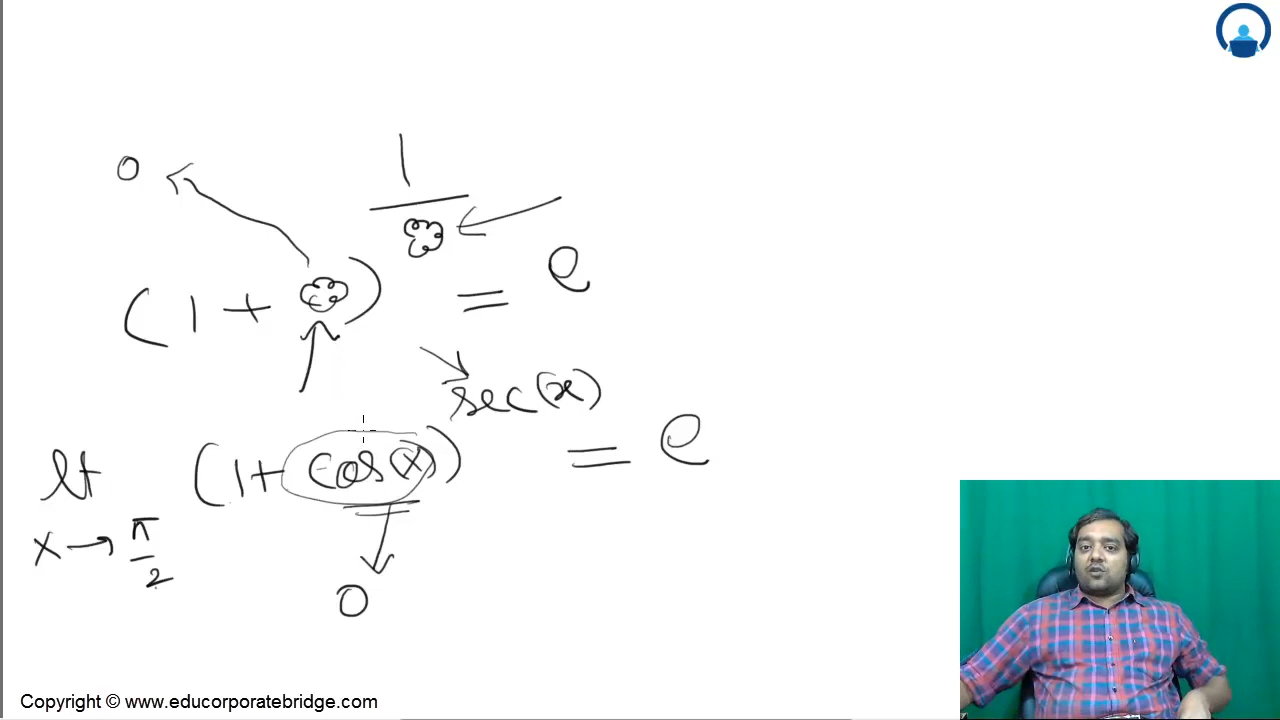 0
1
(1 + ) = e
sec(x)
lt (1 + cos(x)) = e
x → π/2
0
Copyright © www.educorporatebridge.com